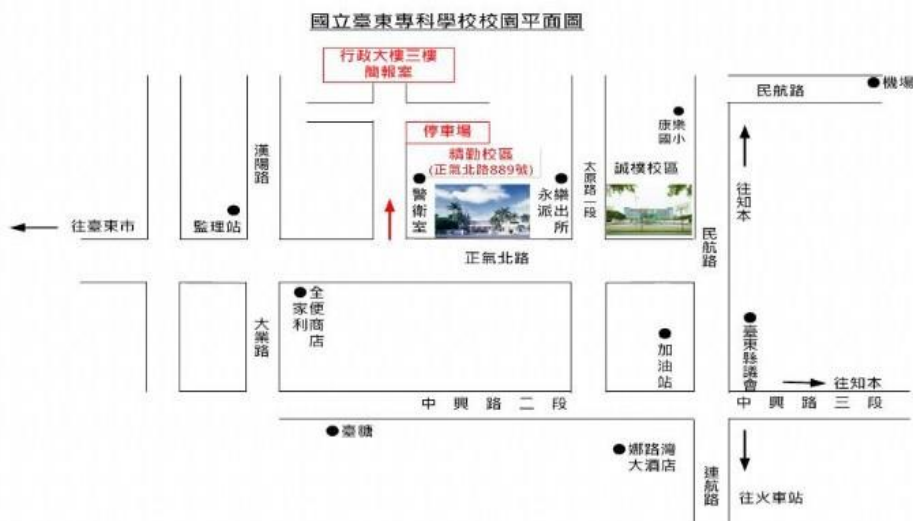 國立臺東專科學校校園平面圖
行政大樓三樓
簡報室
停車場
精勤校區
(正氣北路889號)
警衛室
永樂派出所
太原路一段
康樂
國小
誠樸校區
民航路
機場
往知本
漢陽路
監理站
往臺東市
正氣北路
民航路
全家便利商店
大業路
加油站
臺東縣議會
往知本
中興路二段
中興路三段
臺糖
娜路灣
大酒店
連航路
往火車站